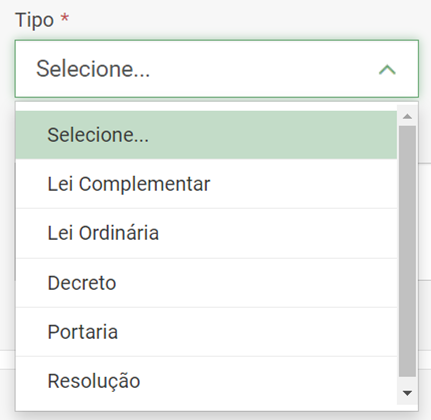 Tipo *
Selecione...
Selecione...
Lei Complementar
Lei Ordinária
Decreto
Portaria
Resolução